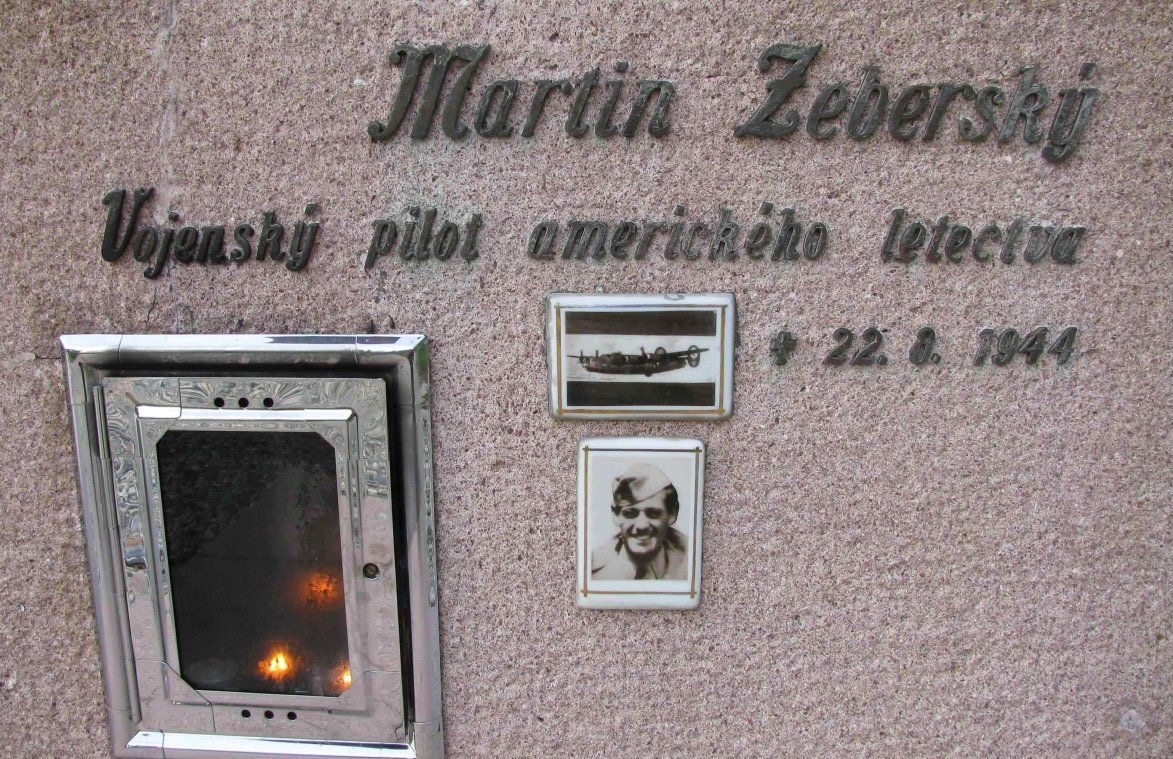 Martin Žeberský
Vojenský pilot amerického letectva
✝ 22. 8. 1944